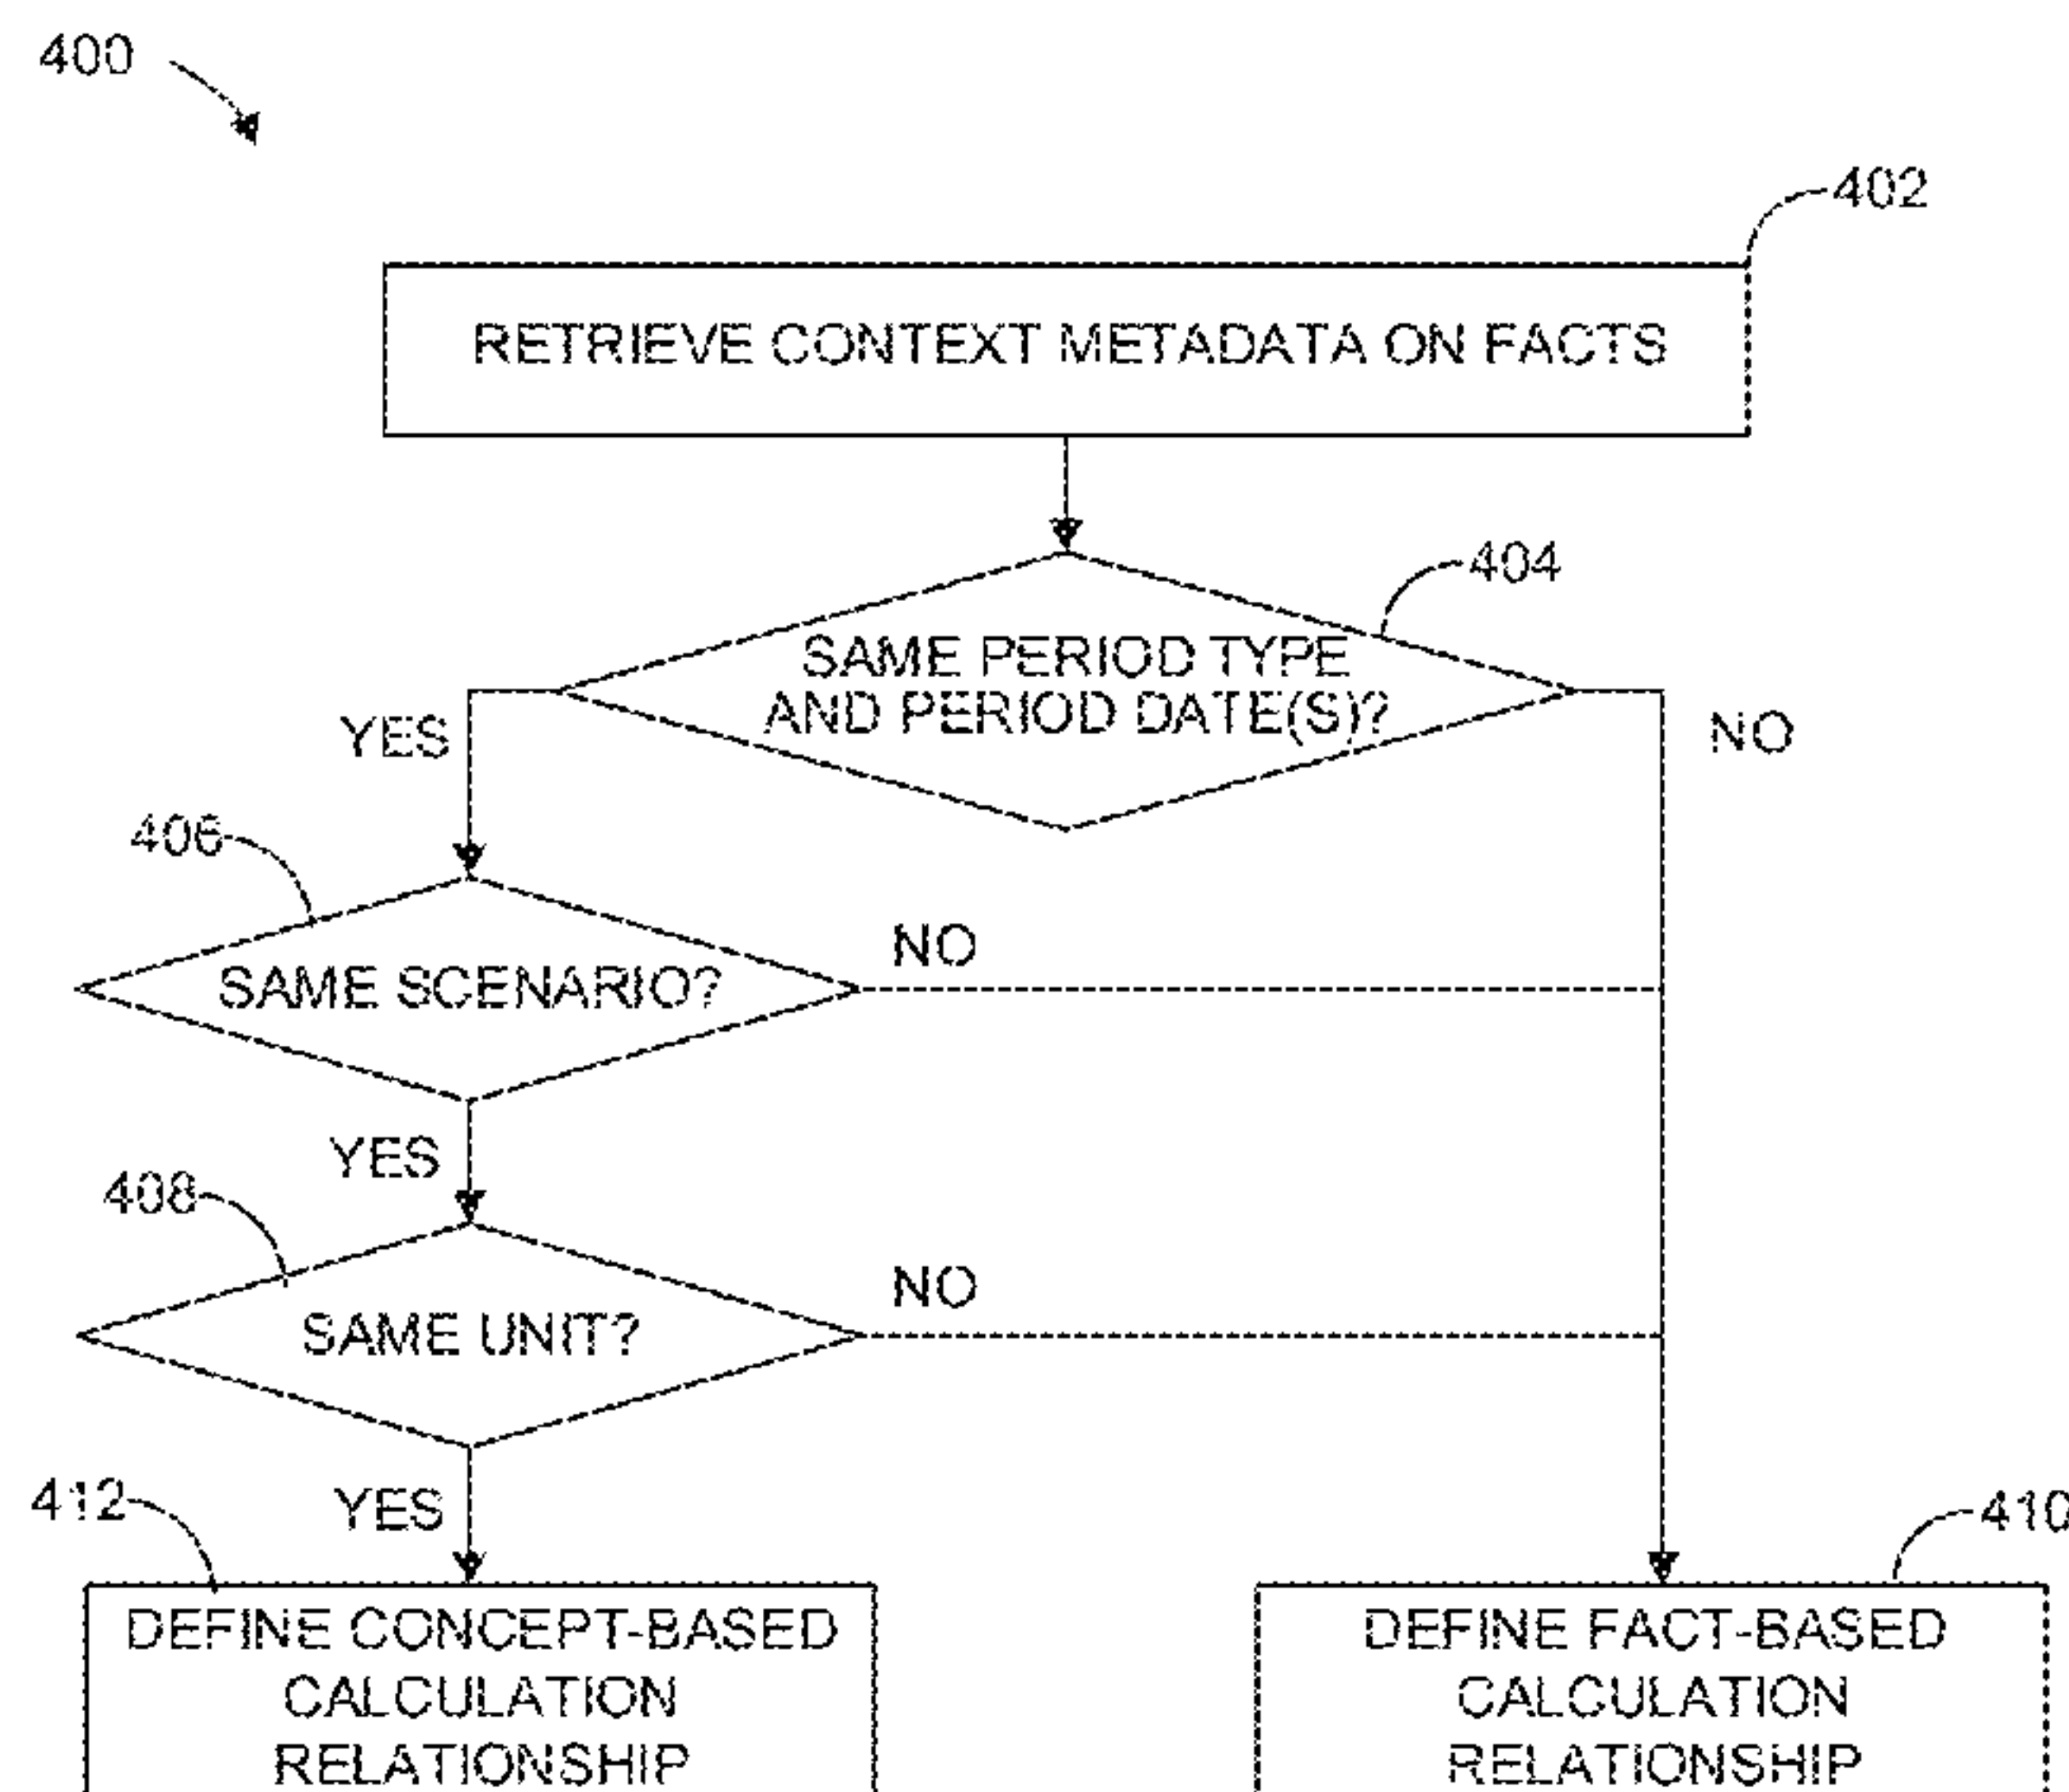 400
402
RETRIEVE CONTEXT METADATA ON FACTS
404
SAME PERIOD TYPE
AND PERIOD DATE(S)?
YES
NO
406
NO
SAME SCENARIO?
YES
408
NO
SAME UNIT?
412
YES
410
DEFINE CONCEPT-BASED
CALCULATION
RELATIONSHIP
DEFINE FACT-BASED
CALCULATION
RELATIONSHIP